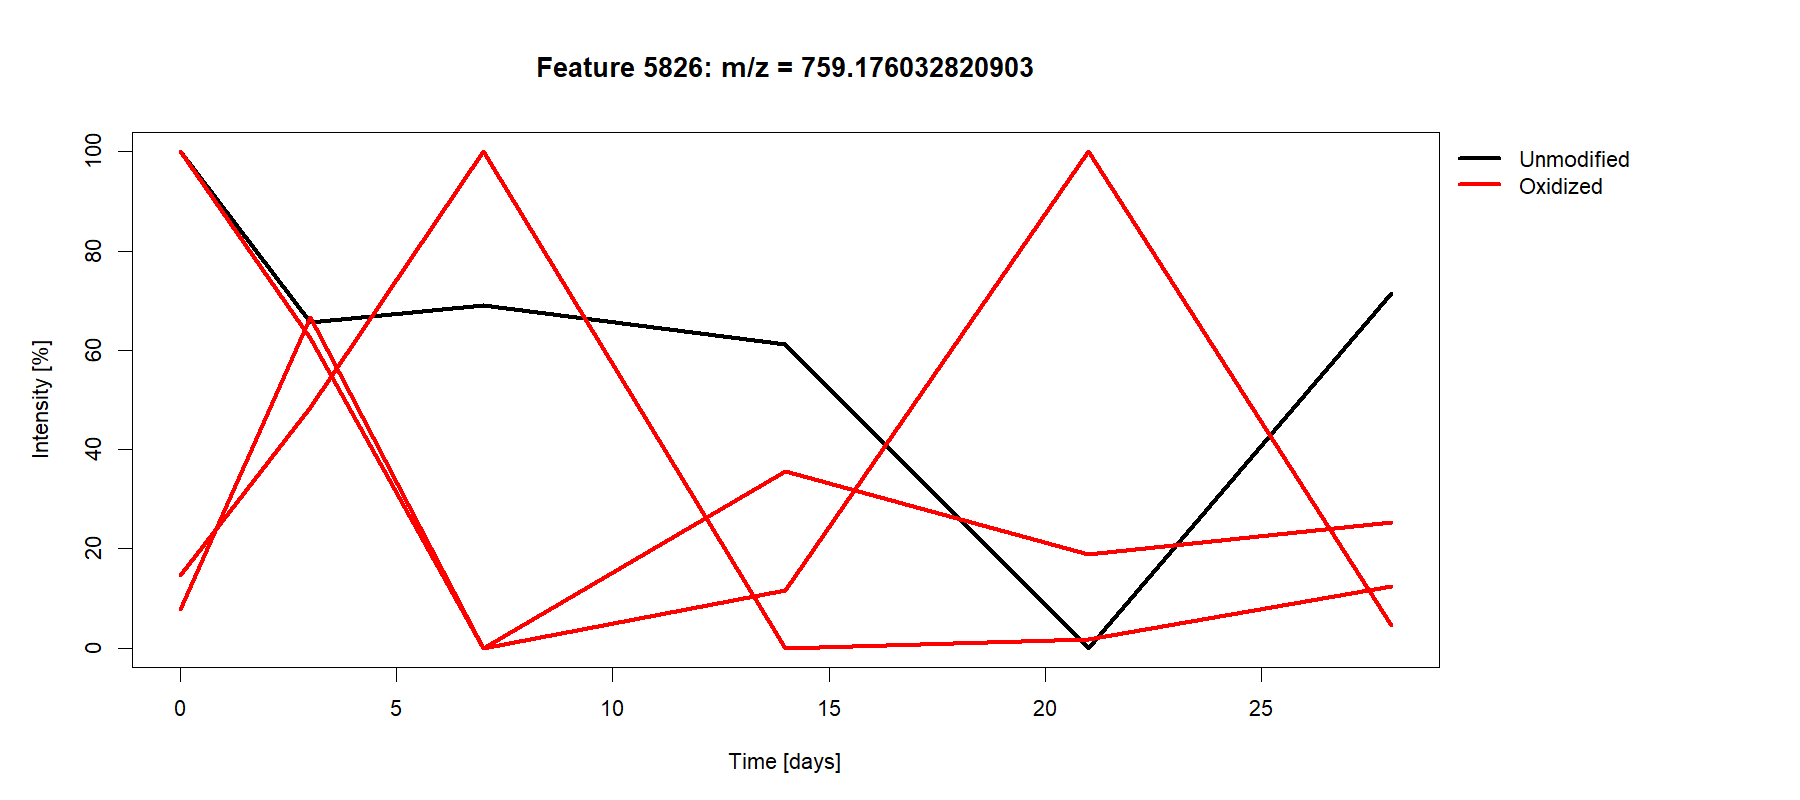 Feature 5826: m/z = 759.176032820903
Unmodified
Oxidized
Intensity [%]
100
80
60
40
20
0
0 5 10 15 20 25
Time [days]